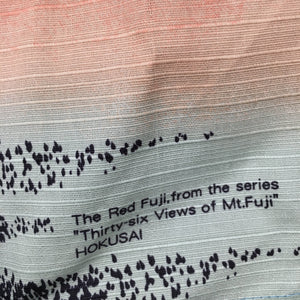 The Red Fuji.from the series
"Thirty-six Views of Mt.Fuji"
HOKUSAI